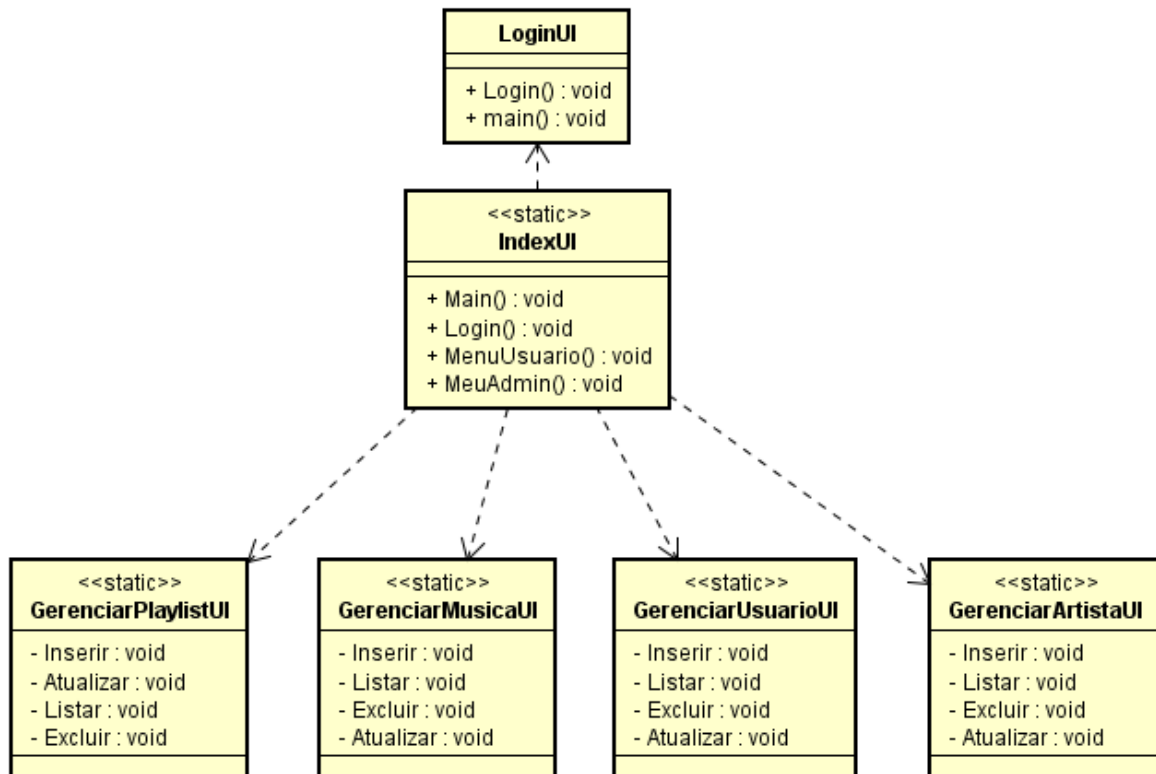 LoginUI
+ Login() : void
+ main() : void
<<static>>
IndexUI
+ Main() : void
+ Login() : void
+ MenuUsuario() : void
+ MeuAdmin() : void
<<static>>
GerenciarPlaylistUI
- Inserir : void
- Atualizar : void
- Listar : void
- Excluir : void
<<static>>
GerenciarMusicaUI
- Inserir : void
- Listar : void
- Excluir : void
- Atualizar : void
<<static>>
GerenciarUsuarioUI
- Inserir : void
- Listar : void
- Excluir : void
- Atualizar : void
<<static>>
GerenciarArtistaUI
- Inserir : void
- Listar : void
- Excluir : void
- Atualizar : void